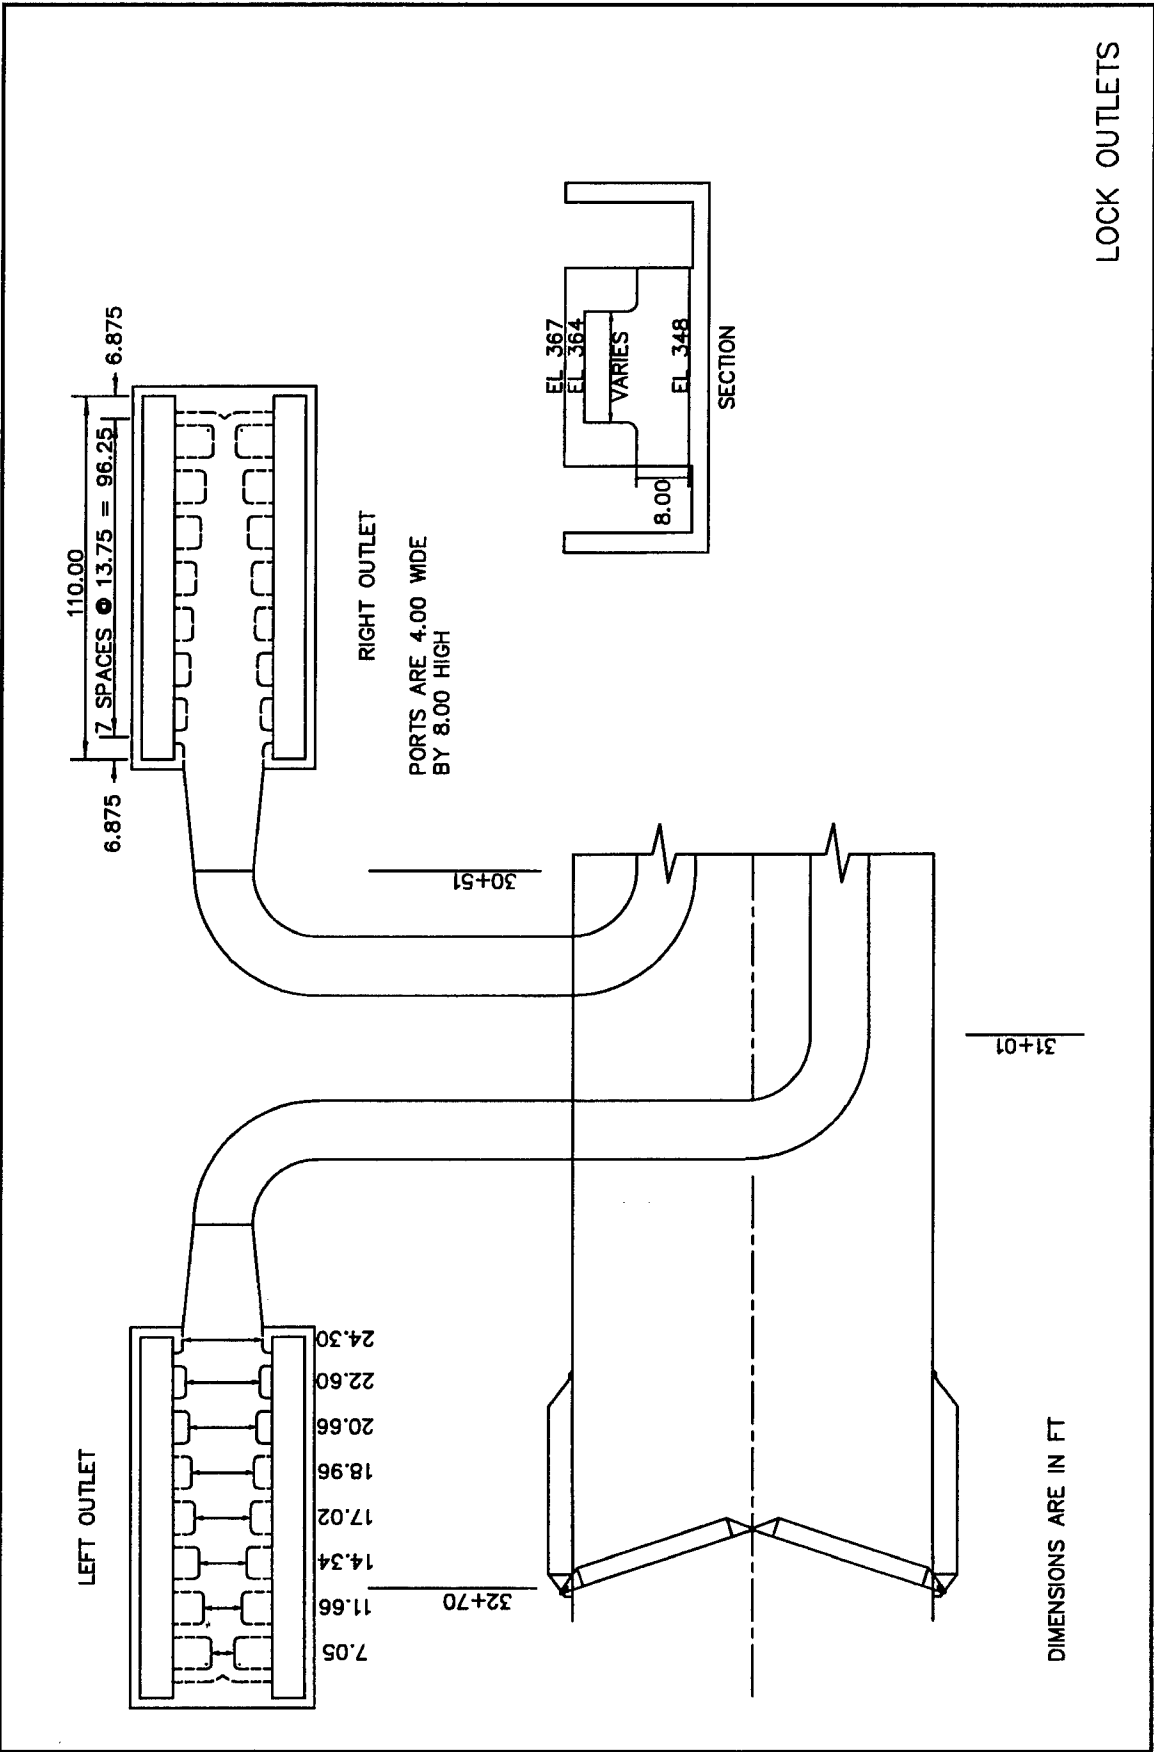 LEFT OUTLET
24.30
22.60
20.66
18.96
17.02
14.34
11.66
7.05
110.00
7 SPACES @ 13.75 = 96.25
6.875
6.875
RIGHT OUTLET
PORTS ARE 4.00 WIDE
BY 8.00 HIGH
30+51
31+01
32+70
EL 367
EL 364
VARIES
EL 348
8.00
SECTION
DIMENSIONS ARE IN FT
LOCK OUTLETS